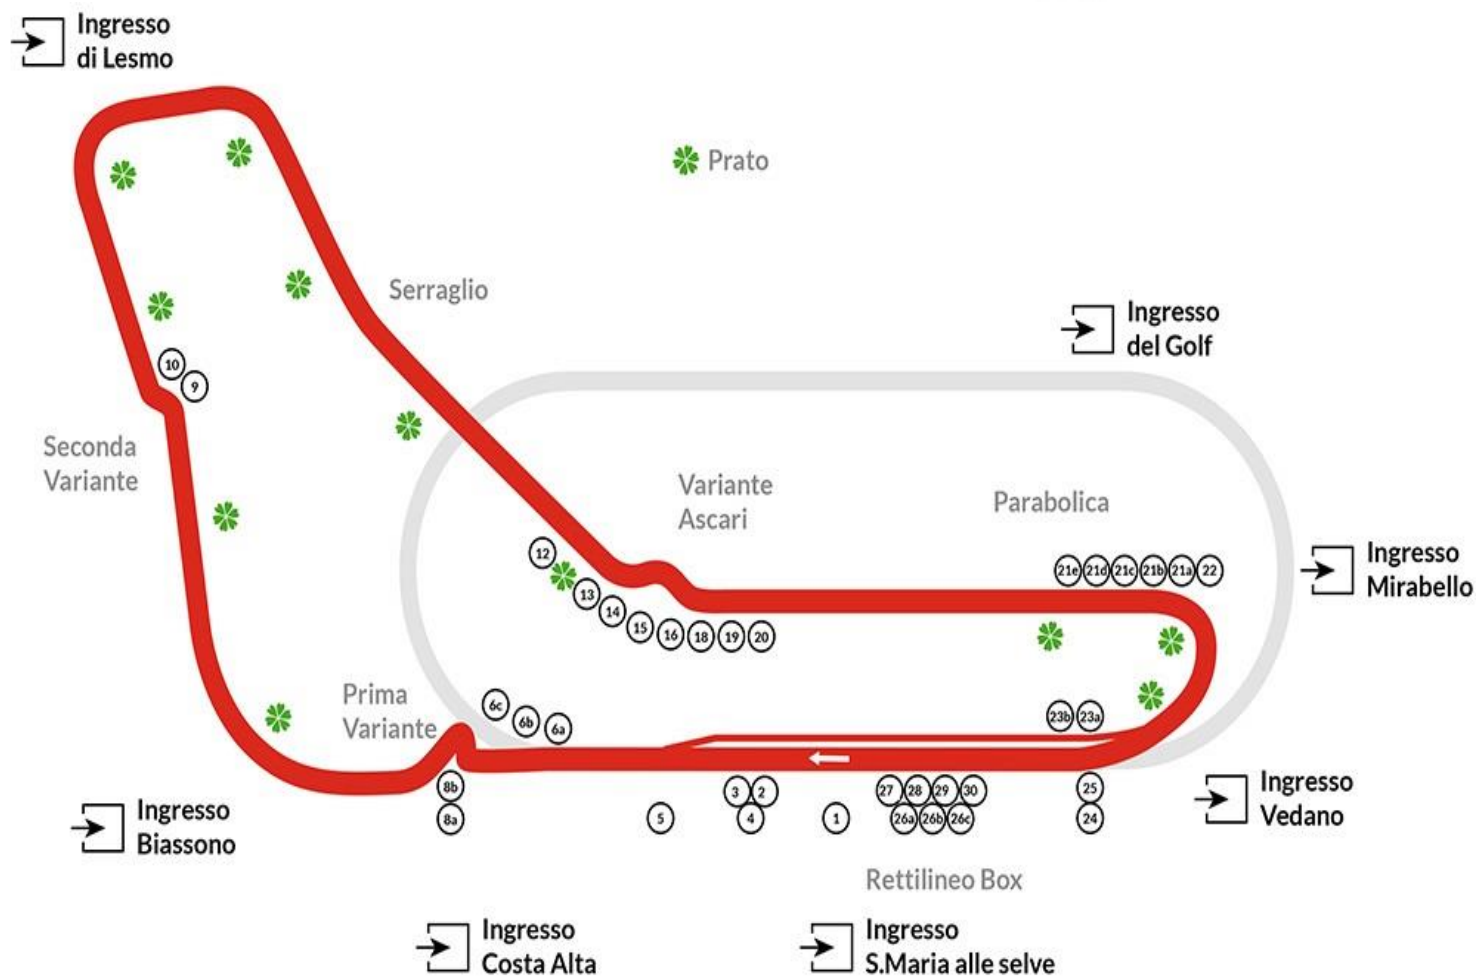 Ingresso
di Lesmo
Prato
Serraglio
Ingresso
del Golf
10
9
Seconda
Variante
Variante
Ascari
Parabolica
Ingresso
Mirabello
12
13
14
15
16
18
19
20
21e
21d
21c
21b
21a
22
Prima
Variante
6c
6b
6a
23b
23a
8b
8a
5
3
2
4
1
27
28
29
30
26a
26b
26c
25
24
Ingresso
Vedano
Ingresso
Biassono
Rettilineo Box
Ingresso
Costa Alta
Ingresso
S.Maria alle selve